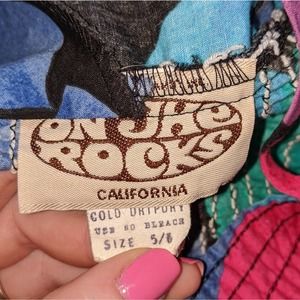 ON THE
ROCKS
CALIFORNIA
COLD DRIPDRY
USE NO BLEACH
SIZE 5/6